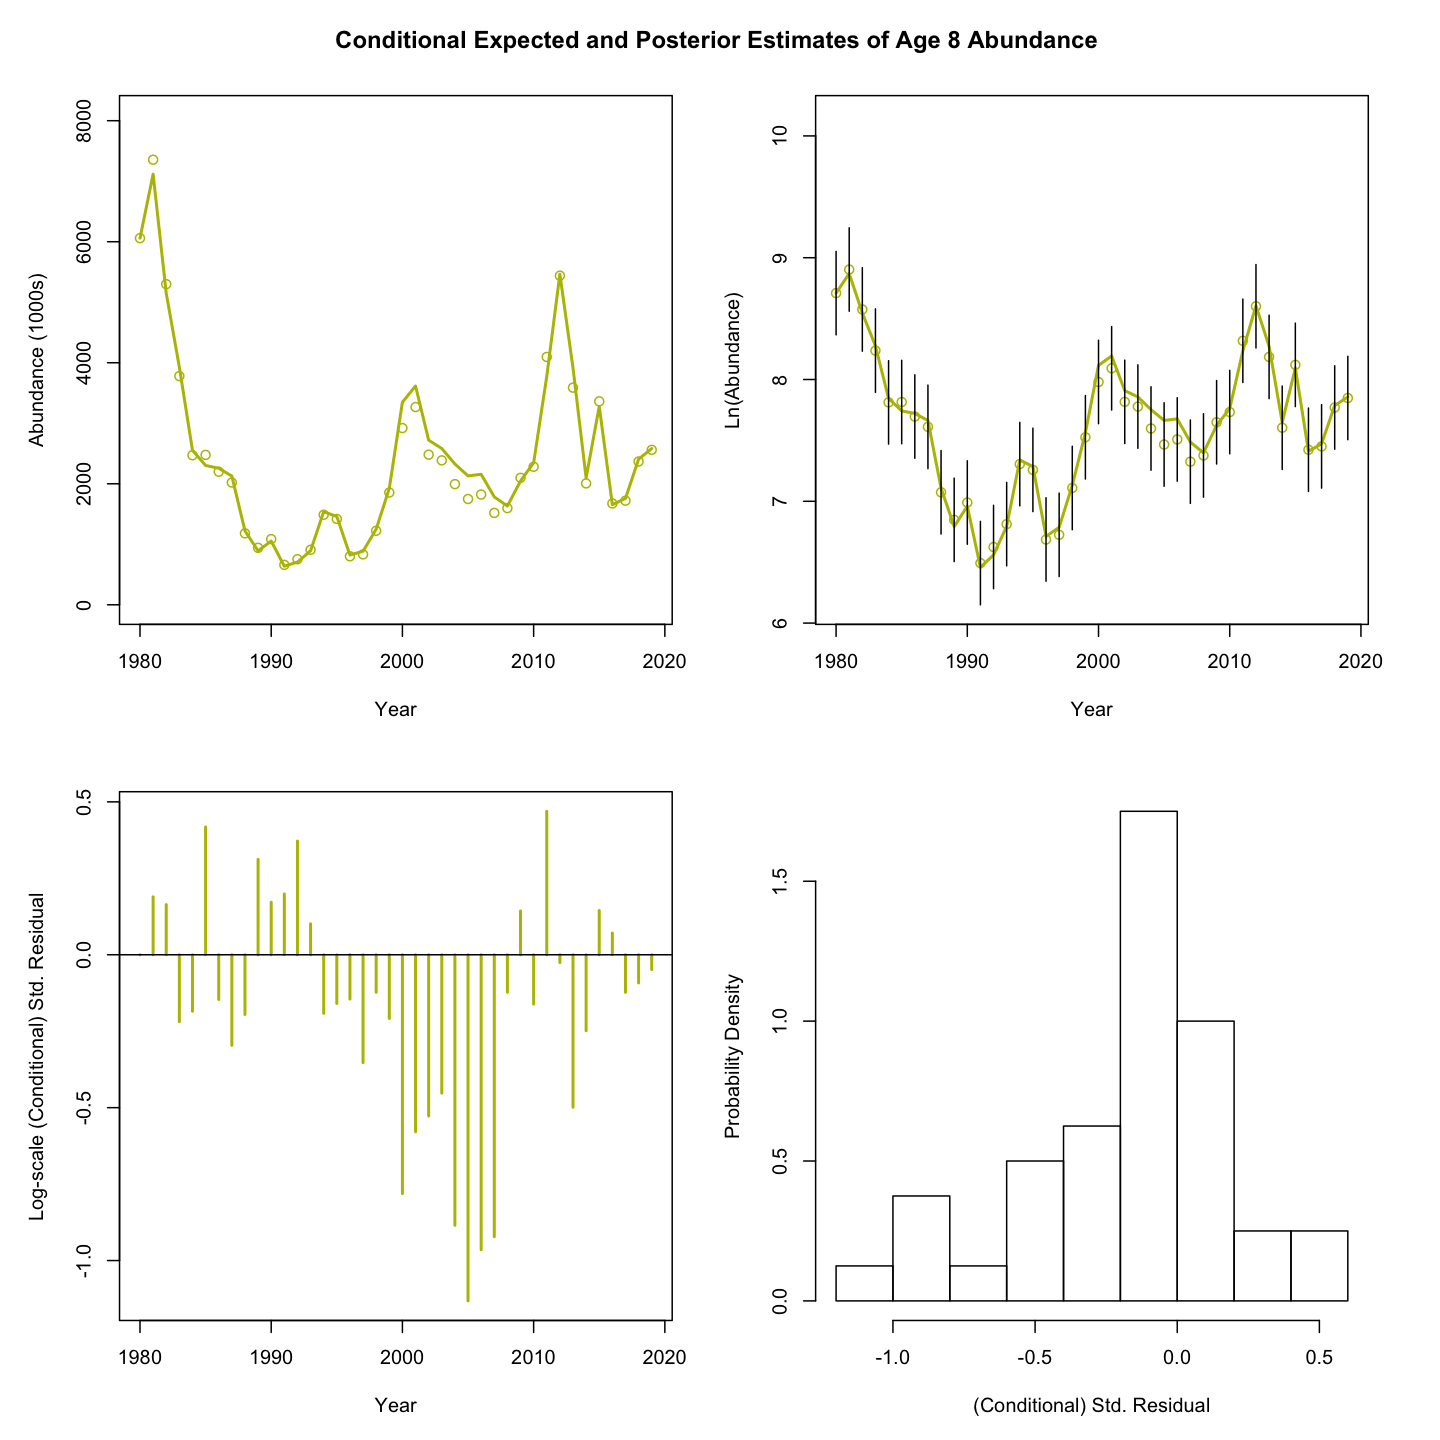 Conditional Expected and Posterior Estimates of Age 8 Abundance
Abundance (1000s)
8000
6000
4000
2000
0
1980 1990 2000 2010 2020
Year
Ln(Abundance)
10
9
8
7
6
1980 1990 2000 2010 2020
Year
Log-scale (Conditional) Std. Residual
0.5
0.0
-0.5
-1.0
1980 1990 2000 2010 2020
Year
Probability Density
1.5
1.0
0.5
0.0
-1.0 -0.5 0.0 0.5
(Conditional) Std. Residual